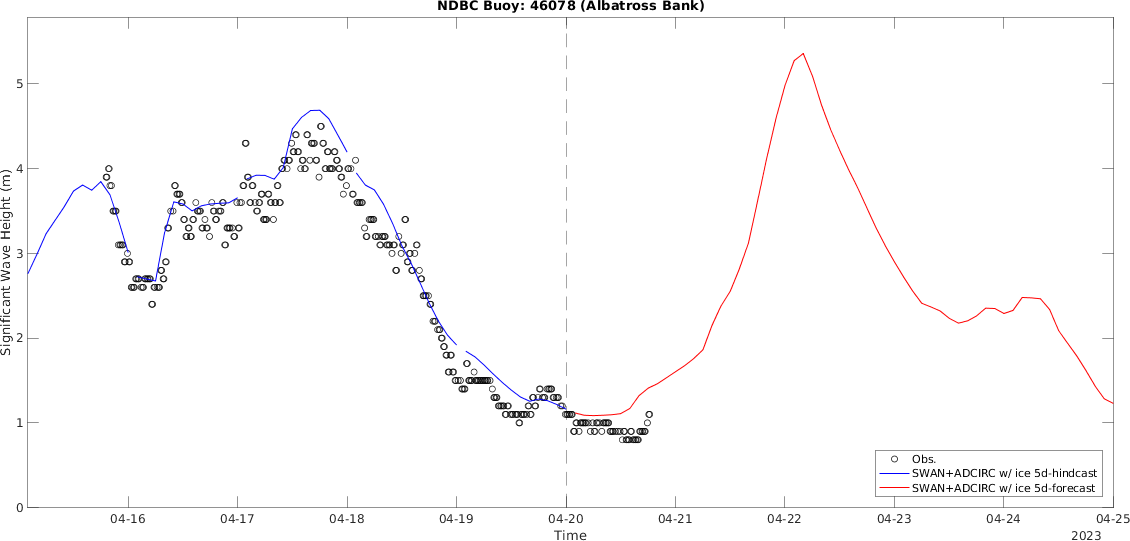 NDBC Buoy: 46078 (Albatross Bank)
Significant Wave Height (m)
5
4
3
2
1
0
Obs.
SWAN+ADCIRC w/ ice 5d-hindcast
SWAN+ADCIRC w/ ice 5d-forecast
04-16 04-17 04-18 04-19 04-20 04-21 04-22 04-23 04-24 04-25
Time
2023